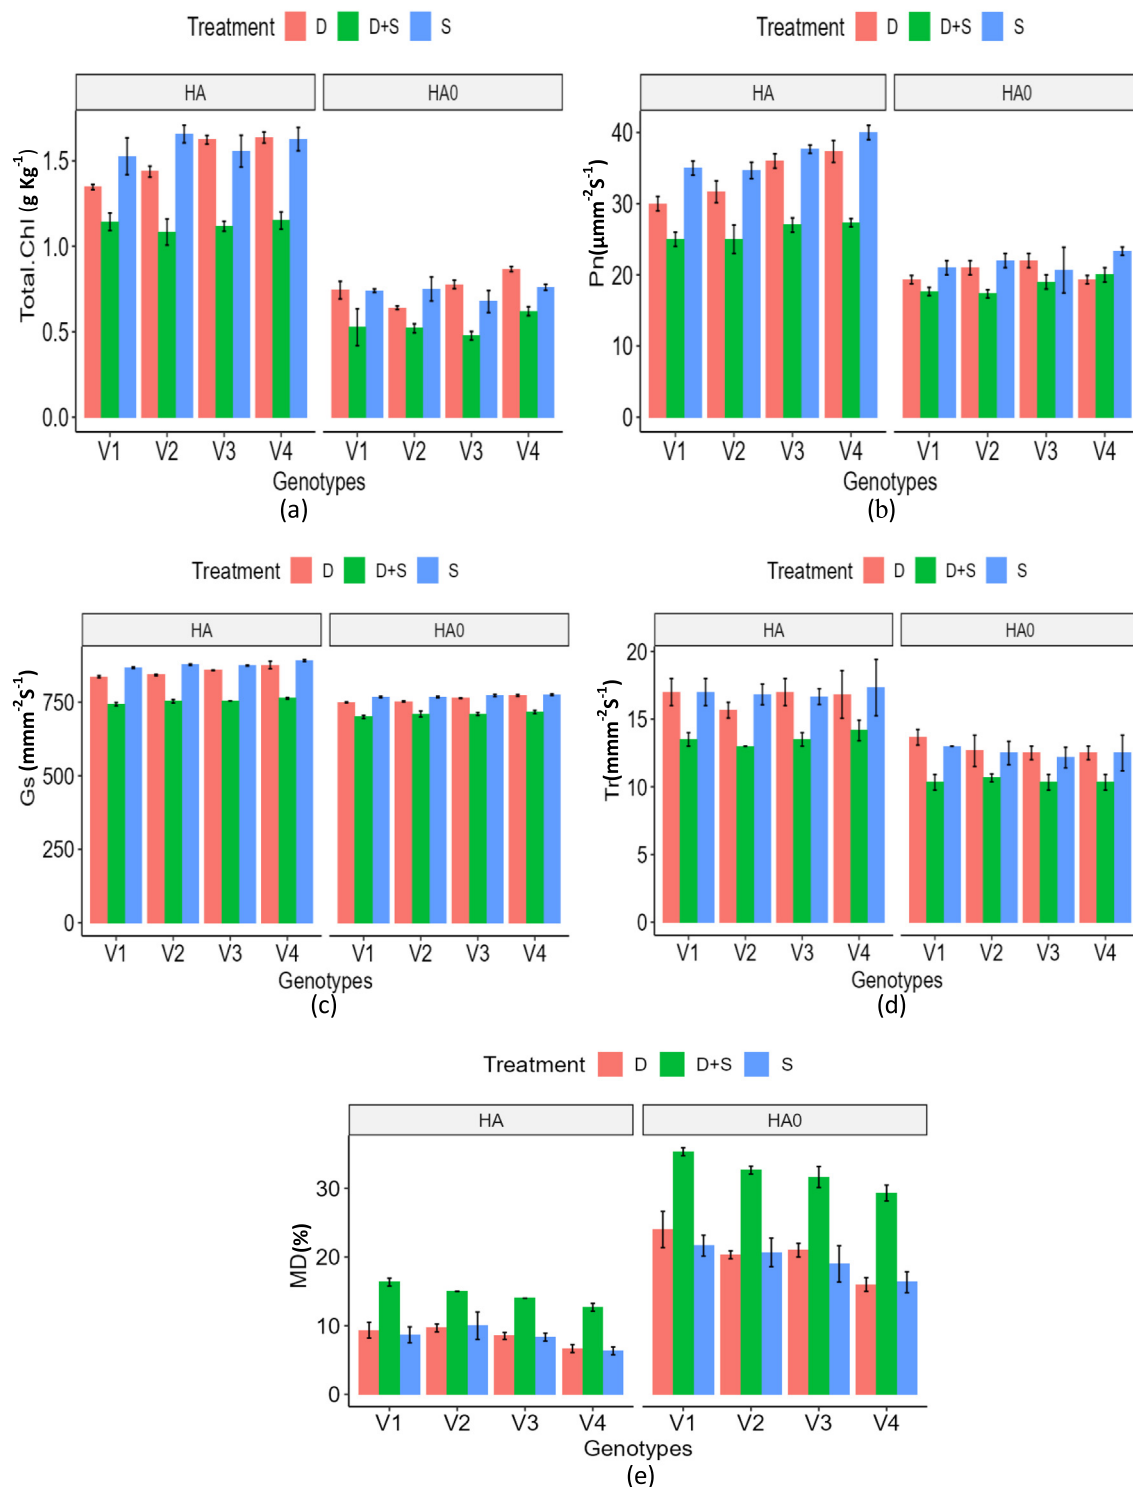 Treatment D D+S S
HA HA0
Total.Chl (g Kg-1)
1.5
1.0
0.5
0.0
V1 V2 V3 V4 V1 V2 V3 V4
Genotypes
(a)
Treatment D D+S S
HA HA0
Pn(µmm-2S-1)
40
30
20
10
0
V1 V2 V3 V4 V1 V2 V3 V4
Genotypes
(b)
Treatment D D+S S
HA HA0
Gs (mmm-2S-1)
750
500
250
0
V1 V2 V3 V4 V1 V2 V3 V4
Genotypes
(c)
Treatment D D+S S
HA HA0
Tr(mmm-2S-1)
20
15
10
5
0
V1 V2 V3 V4 V1 V2 V3 V4
Genotypes
(d)
Treatment D D+S S
HA HA0
MD(%)
30
20
10
0
V1 V2 V3 V4 V1 V2 V3 V4
Genotypes
(e)